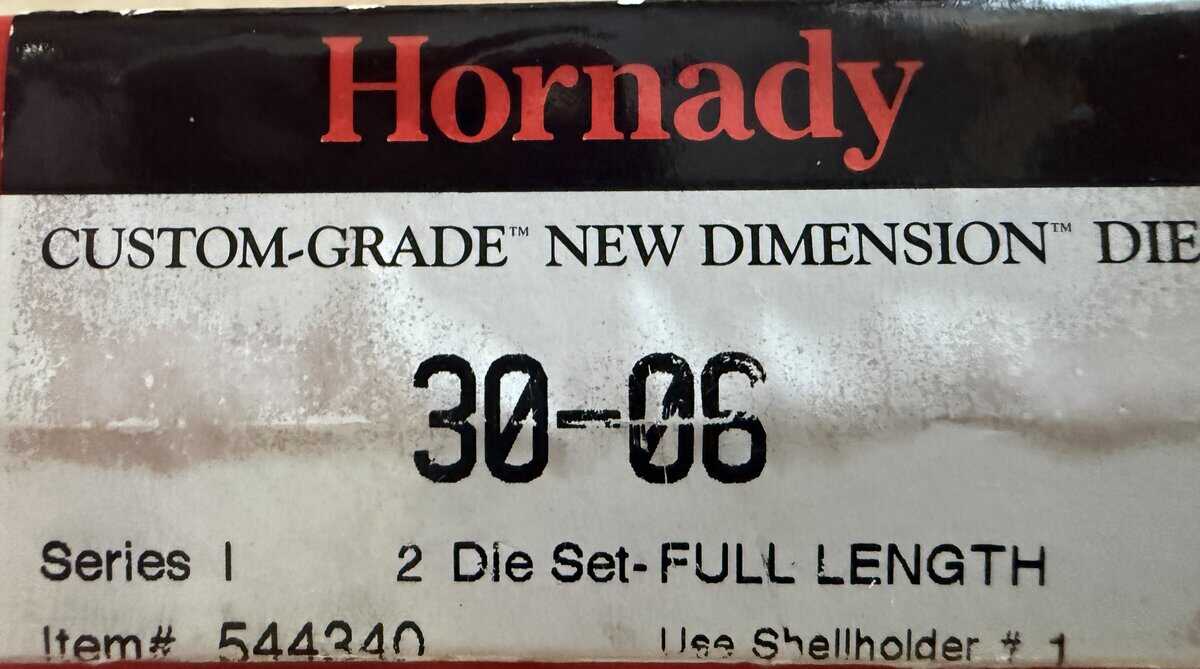 Hornady
CUSTOM-GRADE™ NEW DIMENSION™ DIE
30-06
Series I 2 Die Set- FULL LENGTH
Item# 544340 Use Shellholder # 1